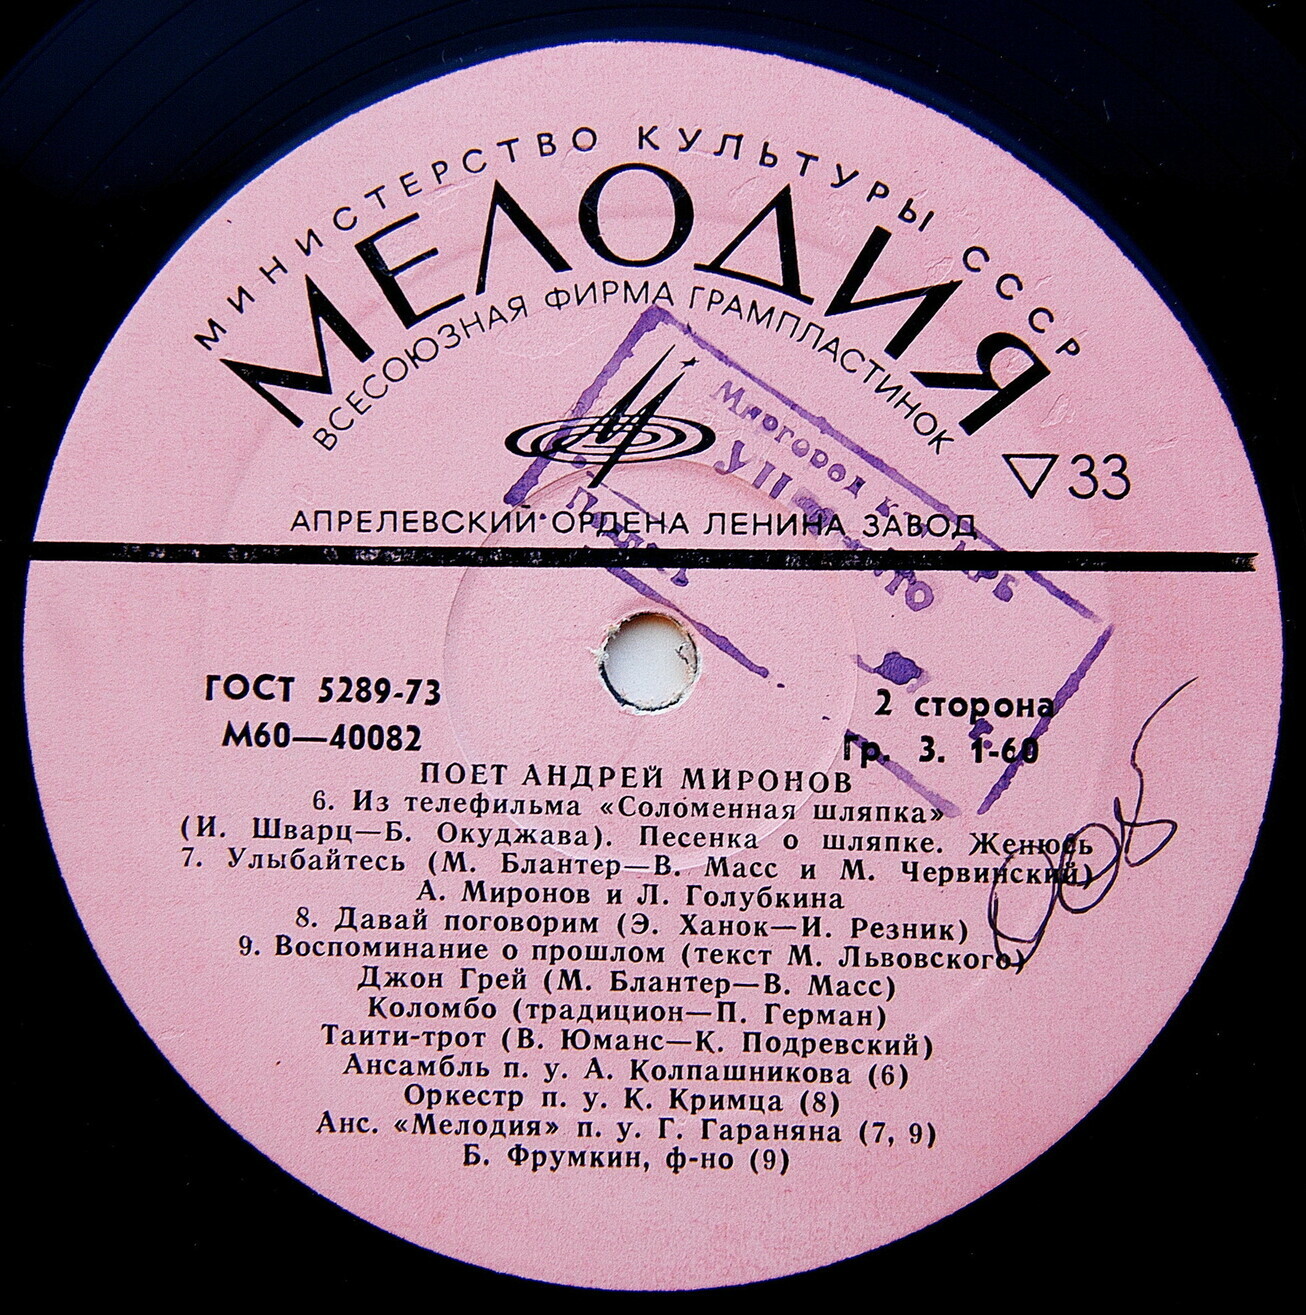 МИНИСТЕРСТВО КУЛЬТУРЫ СССР
МЕЛОДИЯ
ВСЕСОЮЗНАЯ ФИРМА ГРАМПЛАСТИНОК
▽33
АПРЕЛЕВСКИЙ ОРДЕНА ЛЕНИНА ЗАВОД
ГОСТ 5289-73
М60—40082
2 сторона
Гр. 3. 1-60
ПОЕТ АНДРЕЙ МИРОНОВ
6. Из телефильма «Соломенная шляпка»
(И. Шварц—Б. Окуджава). Песенка о шляпке. Женюсь
7. Улыбайтесь (М. Блантер—В. Масс и М. Червинский)
А. Миронов и Л. Голубкина
8. Давай поговорим (Э. Ханок—И. Резник)
9. Воспоминание о прошлом (текст М. Львовского)
Джон Грей (М. Блантер—В. Масс)
Коломбо (традицион—П. Герман)
Таити-трот (В. Юманс—К. Подревский)
Ансамбль п. у. А. Колпашникова (6)
Оркестр п. у. К. Кримца (8)
Анс. «Мелодия» п. у. Г. Гараняна (7, 9)
Б. Фрумкин, ф-но (9)